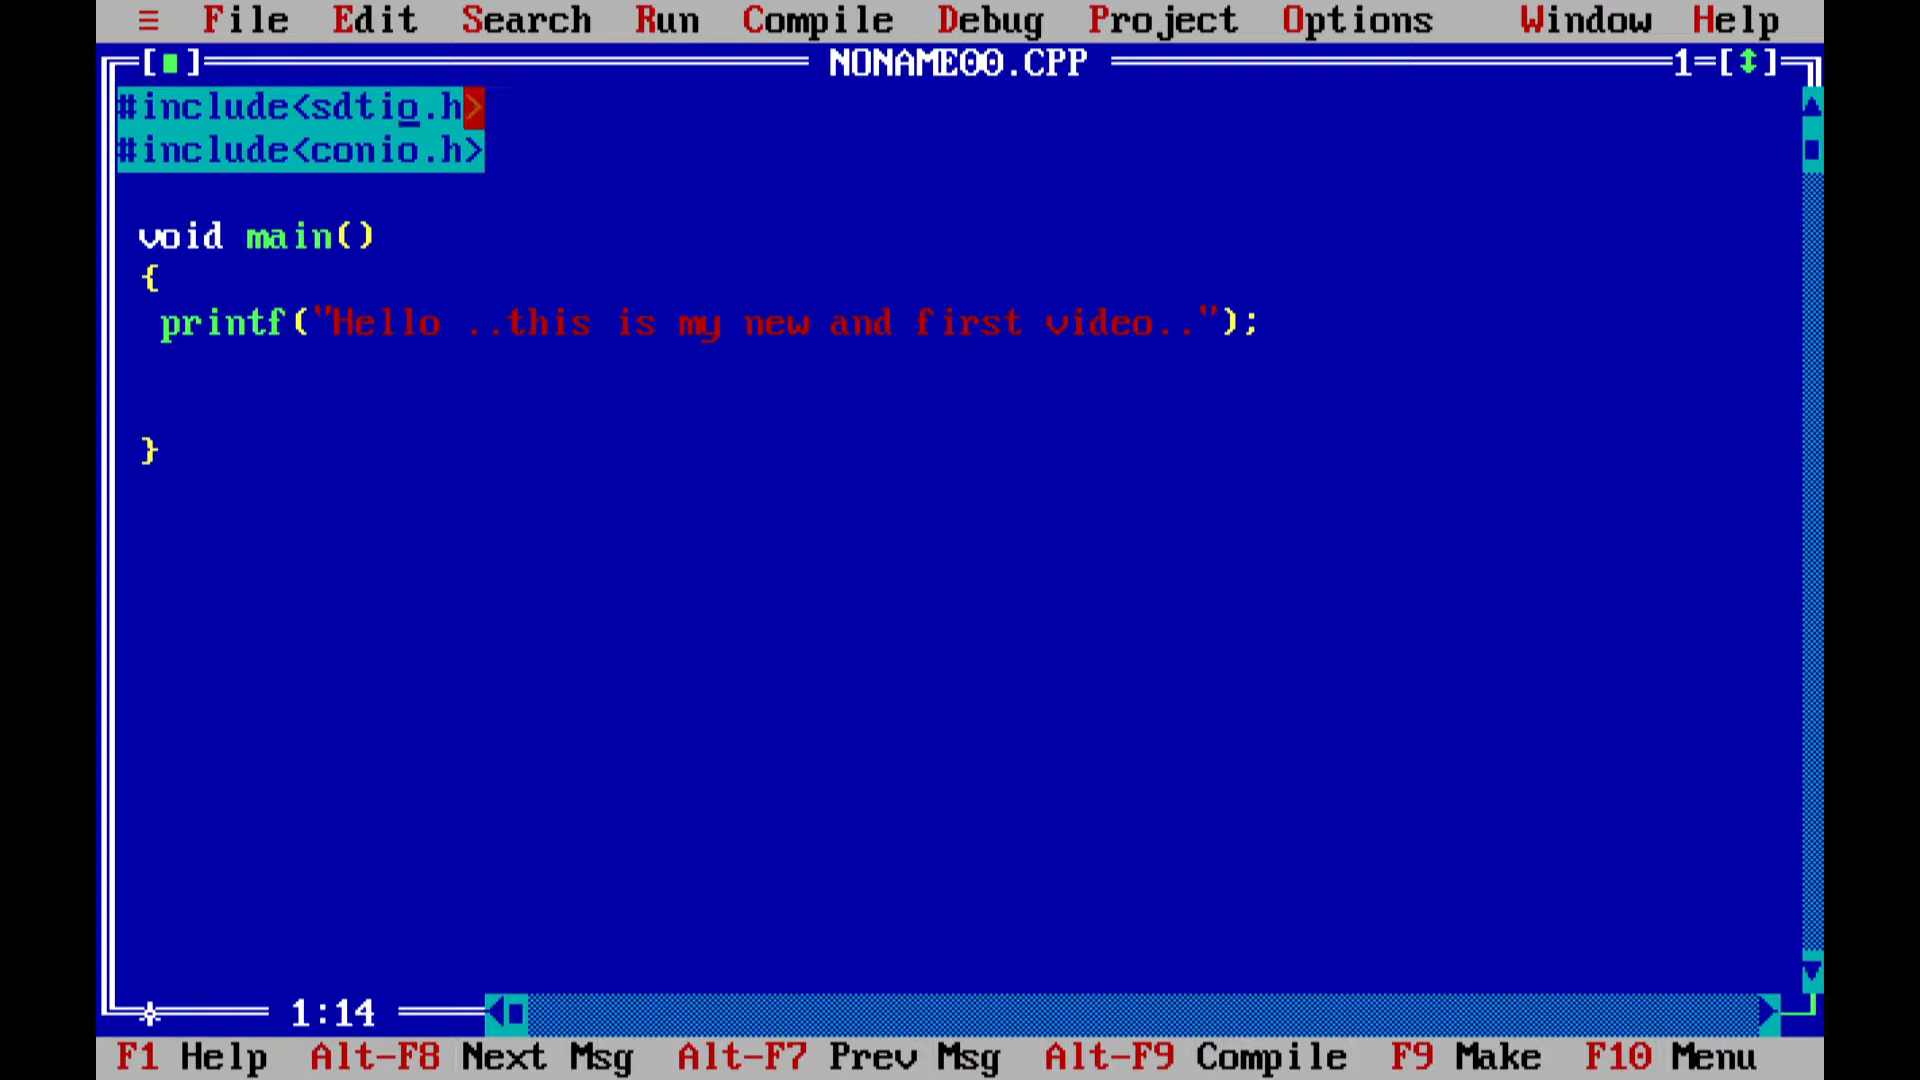 ≡ File Edit Search Run Compile Debug Project Options Window Help
[■] NONAME00.CPP 1=[↕]
#include<sdtio.h>
#include<conio.h>
void main()
{
printf("Hello ..this is my new and first video..");
}
1:14
F1 Help Alt-F8 Next Msg Alt-F7 Prev Msg Alt-F9 Compile F9 Make F10 Menu